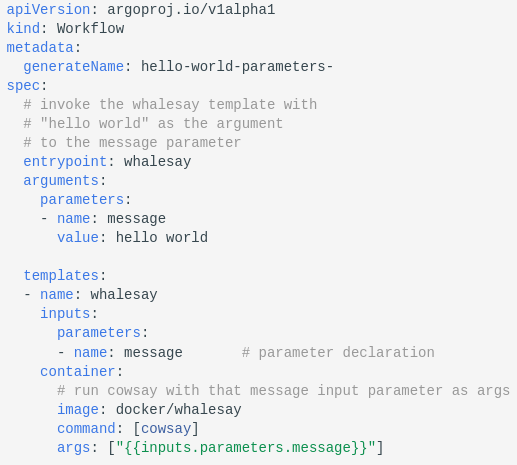 apiVersion: argoproj.io/v1alpha1
kind: Workflow
metadata:
  generateName: hello-world-parameters-
spec:
  # invoke the whalesay template with
  # "hello world" as the argument
  # to the message parameter
  entrypoint: whalesay
  arguments:
    parameters:
    - name: message
      value: hello world

  templates:
  - name: whalesay
    inputs:
      parameters:
      - name: message       # parameter declaration
    container:
      # run cowsay with that message input parameter as args
      image: docker/whalesay
      command: [cowsay]
      args: ["{{inputs.parameters.message}}"]